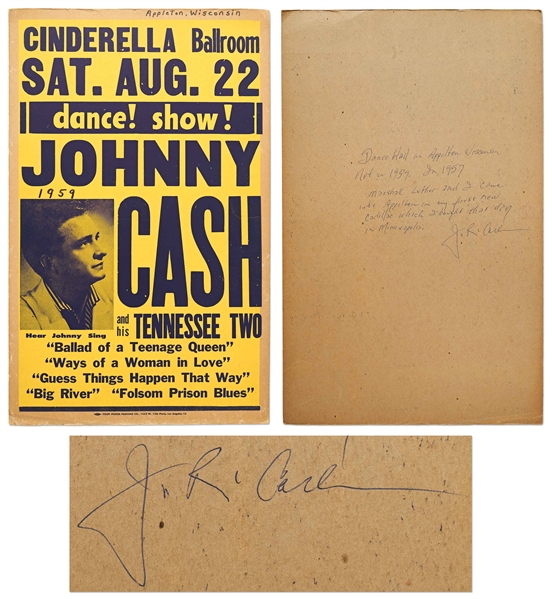 Appleton, Wisconsin
CINDERELLA Ballroom
SAT. AUG. 22
dance! show!
JOHNNY
1959
CASH
and his TENNESSEE TWO
Hear Johnny Sing
"Ballad of a Teenage Queen"
"Ways of a Woman in Love"
"Guess Things Happen That Way"
"Big River" "Folsom Prison Blues"
Dance Hall in Appleton
Not in 1959. In 1957
Marshall Luther and I Came
into Appleton in my first new
Cadillac which I bought that day
in Minneapolis.
J. R. Cash
J. R. Cash